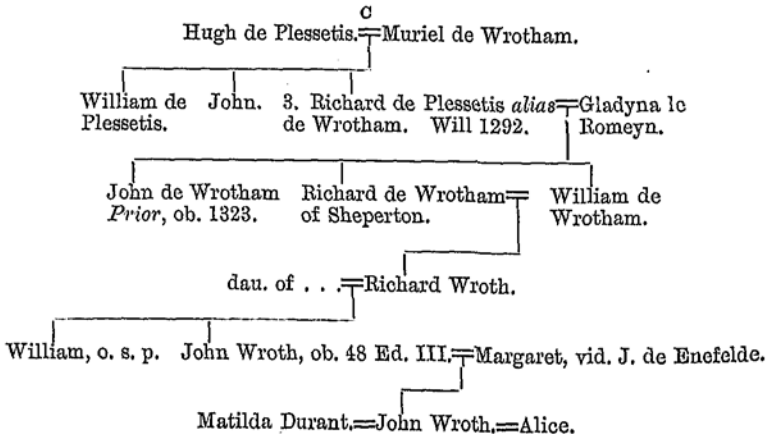 C
Hugh de Plessetis.=Muriel de Wrotham.
William de John. 3. Richard de Plessetis alias=Gladyna le
Plessetis. de Wrotham. Will 1292. Romeyn.
John de Wrotham Richard de Wrotham= William de
Prior, ob. 1323. of Sheperton. Wrotham.
dau. of . . .=Richard Wroth.
William, o. s. p. John Wroth, ob. 48 Ed. III.=Margaret, vid. J. de Enefelde.
Matilda Durant.=John Wroth.=Alice.